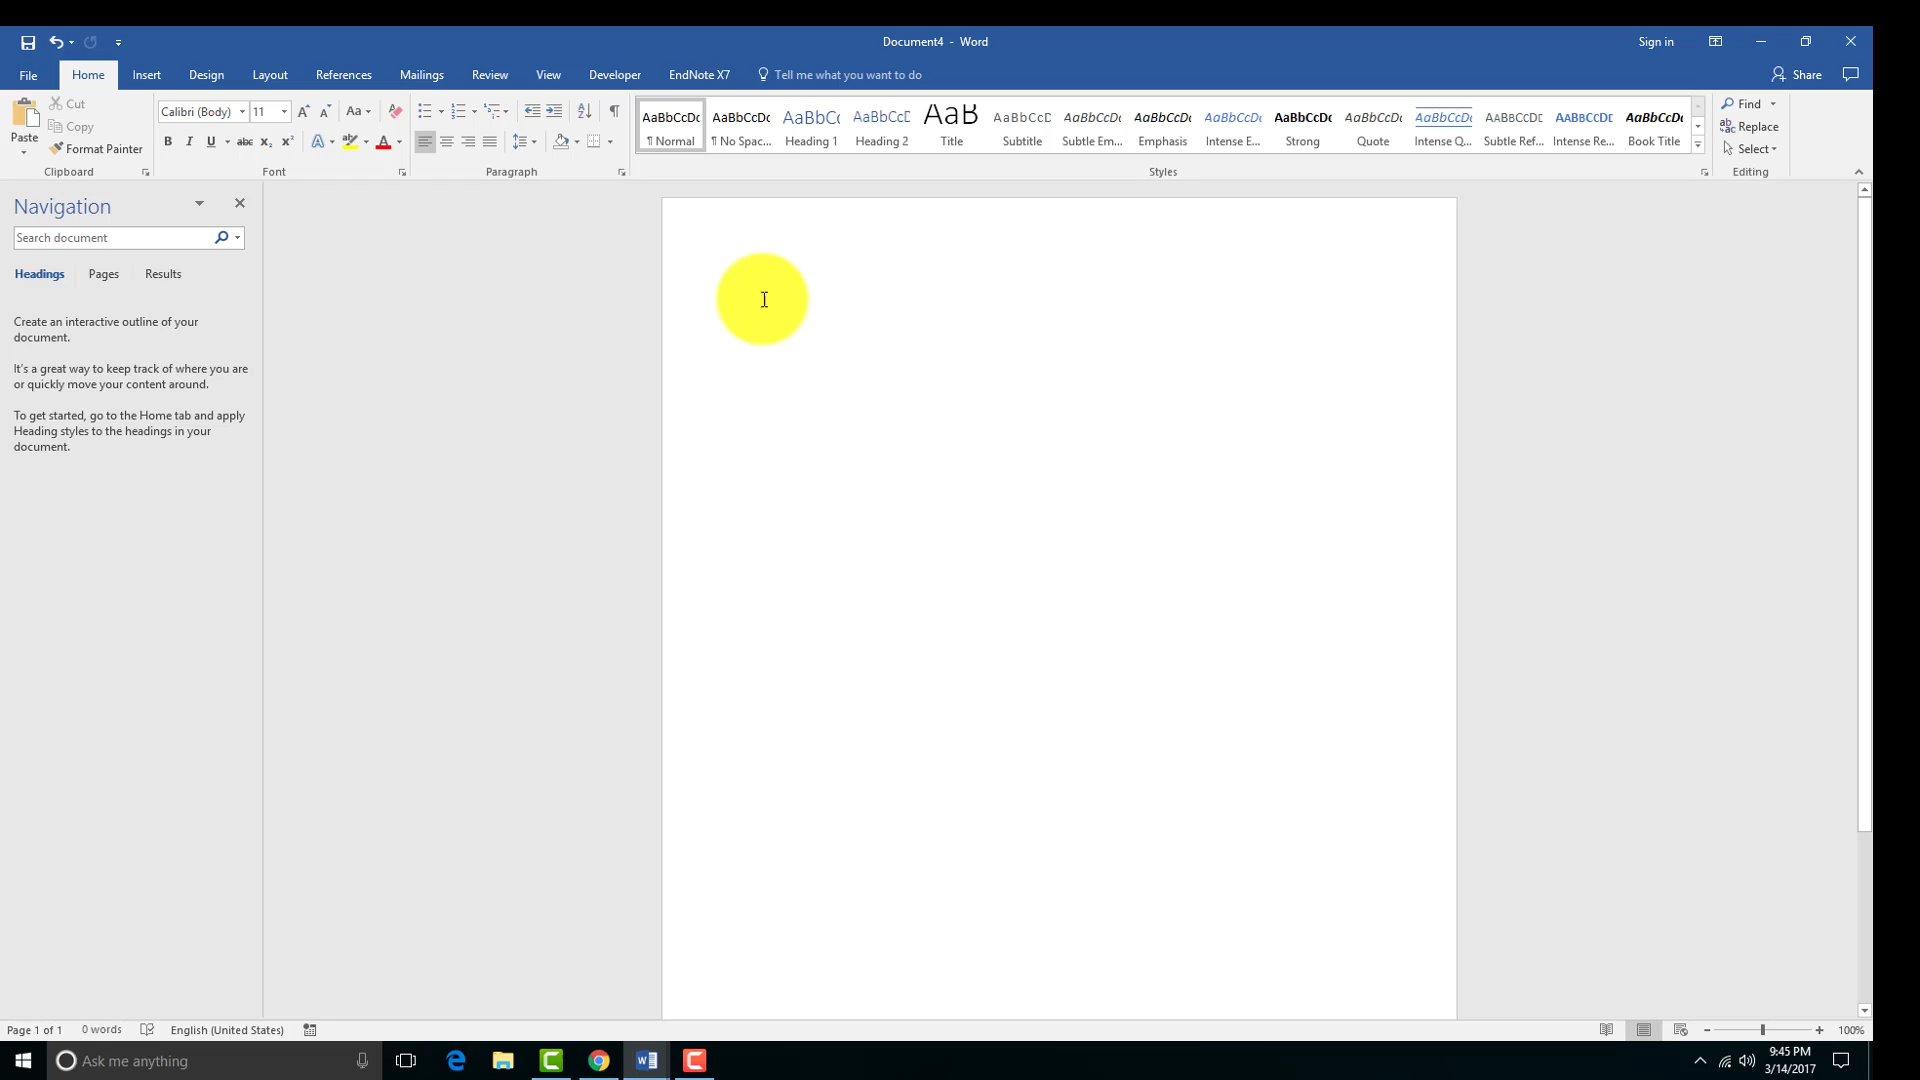 Document4 - Word
Sign in
File
Home
Insert
Design
Layout
References
Mailings
Review
View
Developer
EndNote X7
Tell me what you want to do
Share
Paste
Cut
Copy
Format Painter
Clipboard
Calibri (Body)
11
Aa
B I U abc x₂ x²
A
A
Font
Paragraph
AaBbCcDc
¶ Normal
AaBbCcDc
¶ No Spac...
AaBbCc
Heading 1
AaBbCcD
Heading 2
AaB
Title
AaBbCcD
Subtitle
AaBbCcDc
Subtle Em...
AaBbCcDc
Emphasis
AaBbCcDc
Intense E...
AaBbCcDc
Strong
AaBbCcDc
Quote
AaBbCcDc
Intense Q...
AABBCCDE
Subtle Ref...
AABBCCDE
Intense Re...
AaBbCcDc
Book Title
Styles
Find
Replace
Select
Editing
Navigation
Search document
Headings
Pages
Results
Create an interactive outline of your
document.
It's a great way to keep track of where you are
or quickly move your content around.
To get started, go to the Home tab and apply
Heading styles to the headings in your
document.
Page 1 of 1
0 words
English (United States)
100%
Ask me anything
9:45 PM
3/14/2017